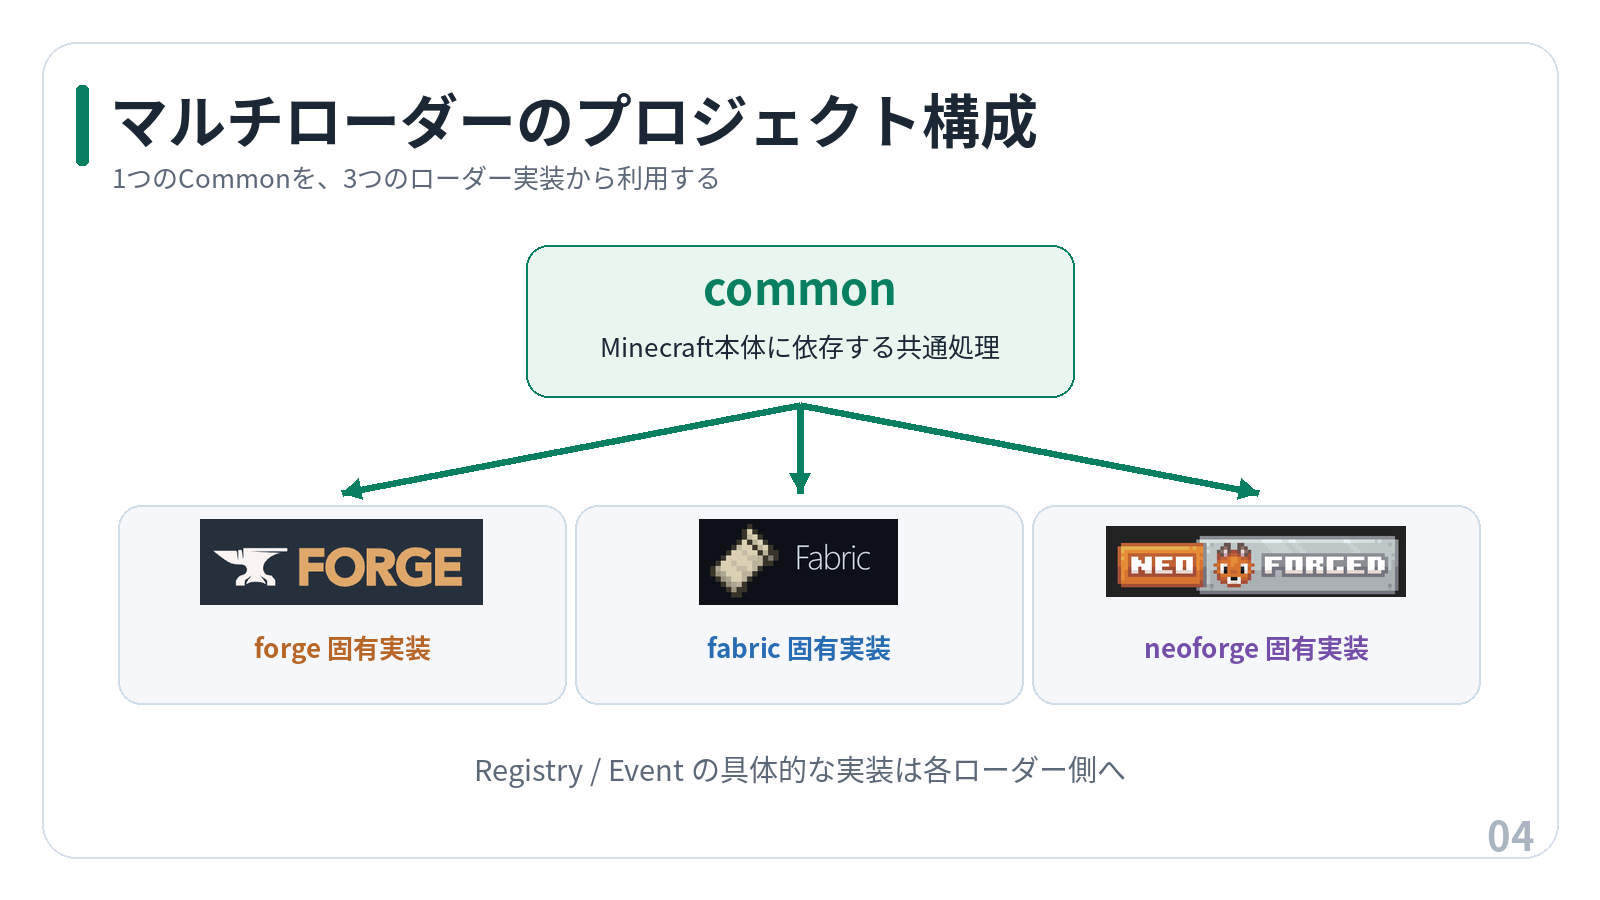 マルチローダーのプロジェクト構成
1つのCommonを、3つのローダー実装から利用する
common
Minecraft本体に依存する共通処理
FORGE
Fabric
NEO FORGED
forge 固有実装
fabric 固有実装
neoforge 固有実装
Registry / Event の具体的な実装は各ローダー側へ
04